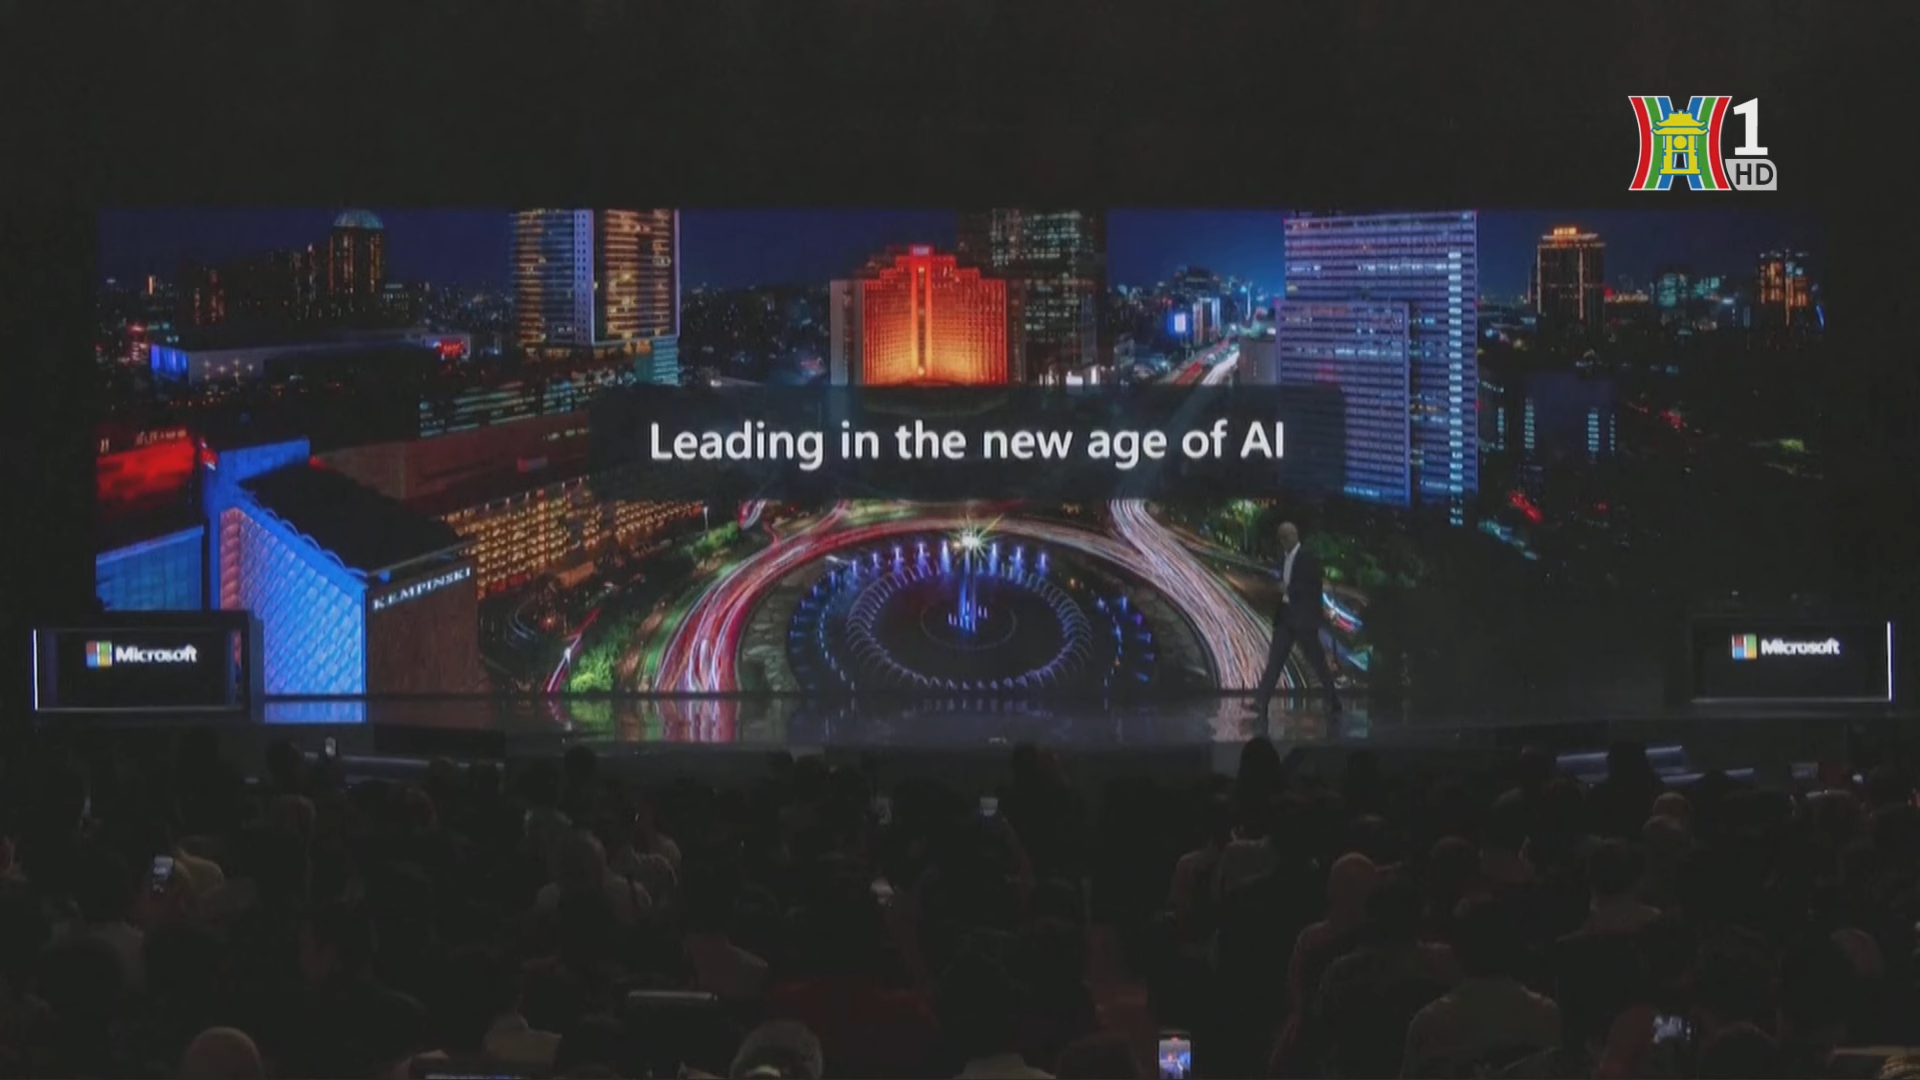 1
HD
Leading in the new age of AI
KEMPINSKI
Microsoft
Microsoft